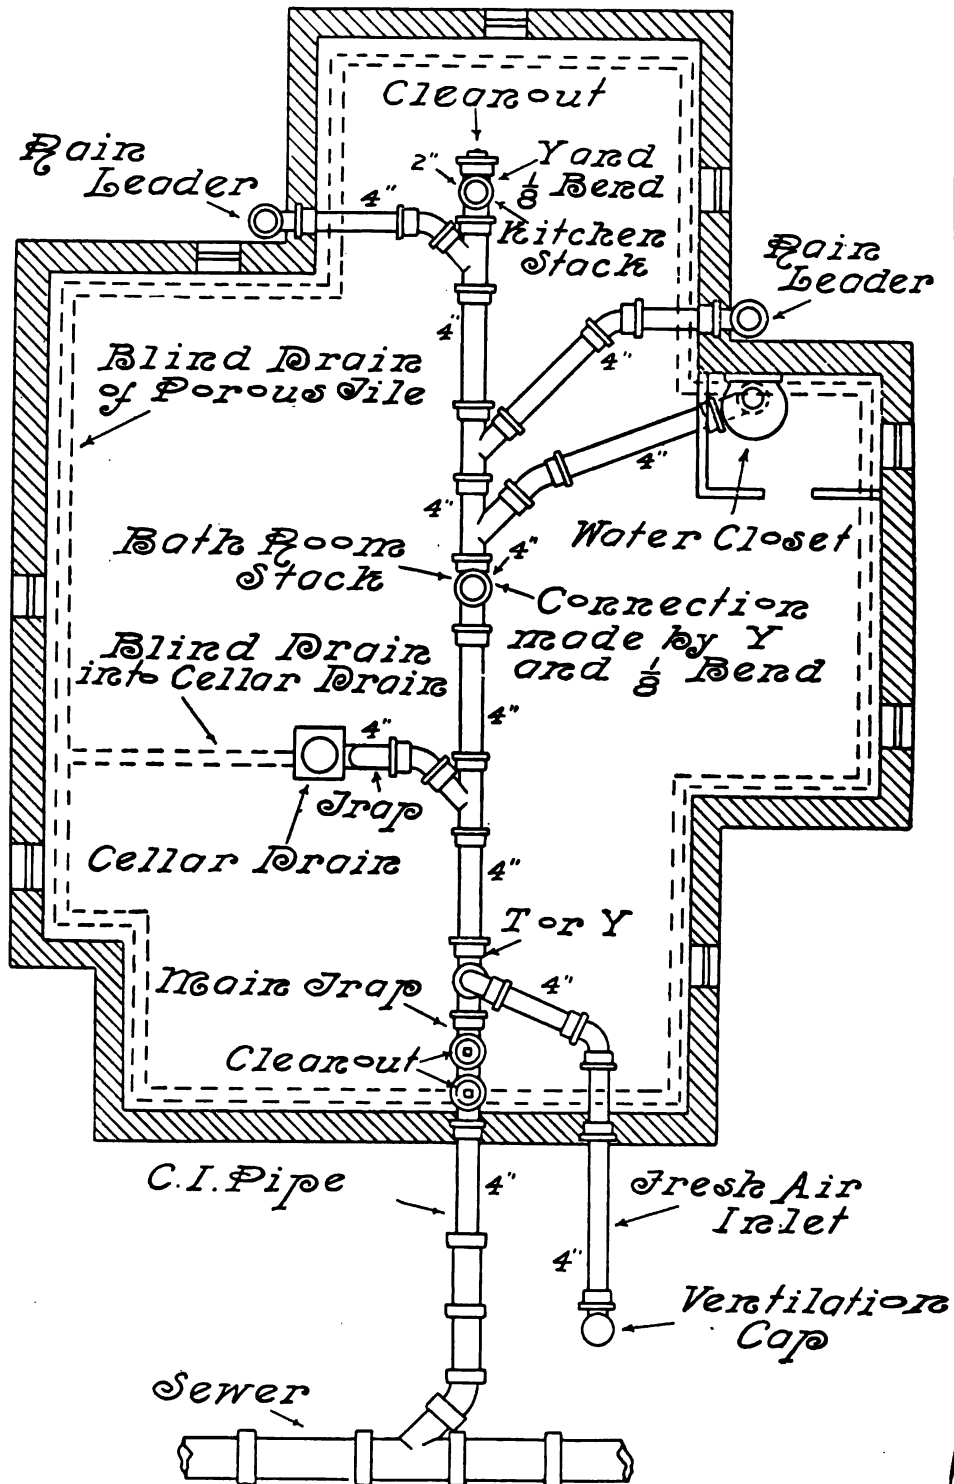 Cleanout
Rain
Leader
4"
2"
Y and
1/8 Bend
Kitchen
Stack
Rain
Leader
4"
4"
Blind Drain
of Porous Tile
4"
4"
Water Closet
Bath Room
Stack
4"
Connection
made by Y
and 1/8 Bend
Blind Drain
into Cellar Drain
4"
4"
Trap
Cellar Drain
4"
T or Y
Main Trap
4"
Cleanout
C.I. Pipe
4"
Fresh Air
Inlet
4"
Ventilation
Cap
Sewer